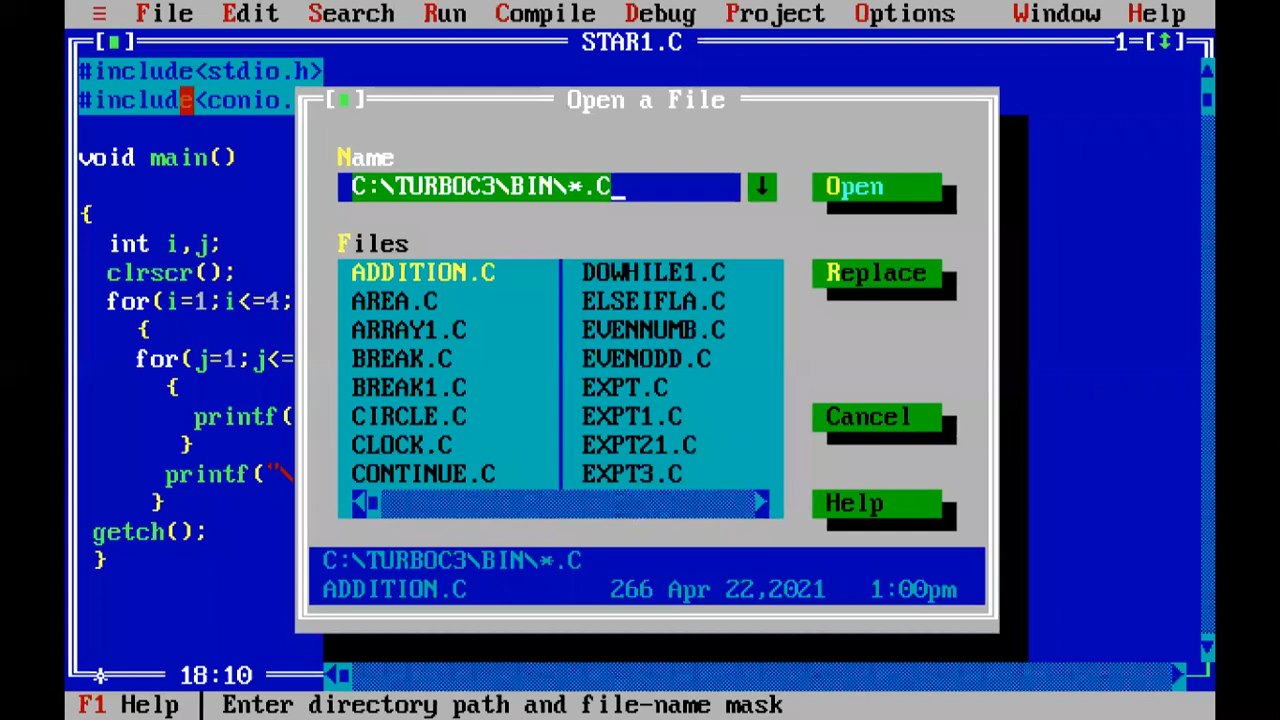 ≡ File Edit Search Run Compile Debug Project Options Window Help
[■] STAR1.C 1=[↕]
#include<stdio.h>
#include<conio.
void main()
{
int i,j;
clrscr();
for(i=1;i<=4;
{
for(j=1;j<=
{
printf(
}
printf("\
}
getch();
}
[■] Open a File
Name
C:\TURBOC3\BIN\*.C_ ↓ Open
Files
ADDITION.C DOWHILE1.C Replace
AREA.C ELSEIFLA.C
ARRAY1.C EVENNUMB.C
BREAK.C EVENODD.C
BREAK1.C EXPT.C
CIRCLE.C EXPT1.C Cancel
CLOCK.C EXPT21.C
CONTINUE.C EXPT3.C
Help
C:\TURBOC3\BIN\*.C
ADDITION.C 266 Apr 22,2021 1:00pm
18:10
F1 Help | Enter directory path and file-name mask